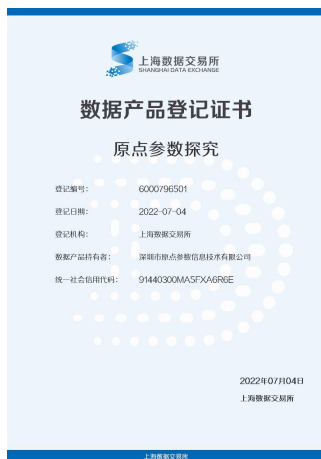 上海数据交易所
SHANGHAI DATA EXCHANGE
数据产品登记证书
原点参数探究
登记编号: 6000796501
登记日期: 2022-07-04
登记机构: 上海数据交易所
数据产品持有者: 深圳市原点参数信息技术有限公司
统一社会信用代码: 91440300MA5FXA6R6E
2022年07月04日
上海数据交易所
上海数据交易所